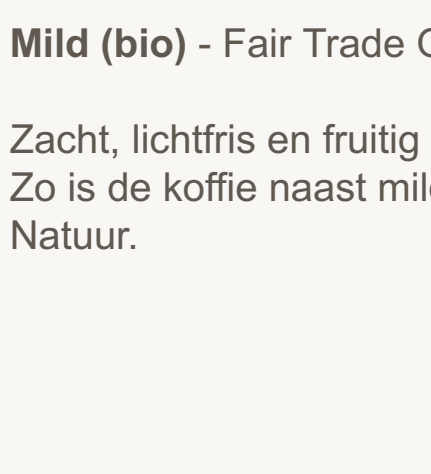 Mild (bio) - Fair Trade
Zacht, lichtfris en fruitig
Zo is de koffie naast
Natuur.